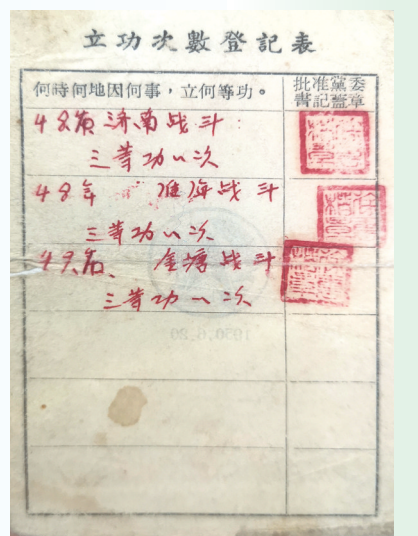 立功次數登記表
何時何地因何事，立何等功。
批准黨委
書記蓋章
48年济南战斗
三等功一次
48年 淮海战斗
三等功一次
49年、金塘战斗
三等功一次
1950.6.20